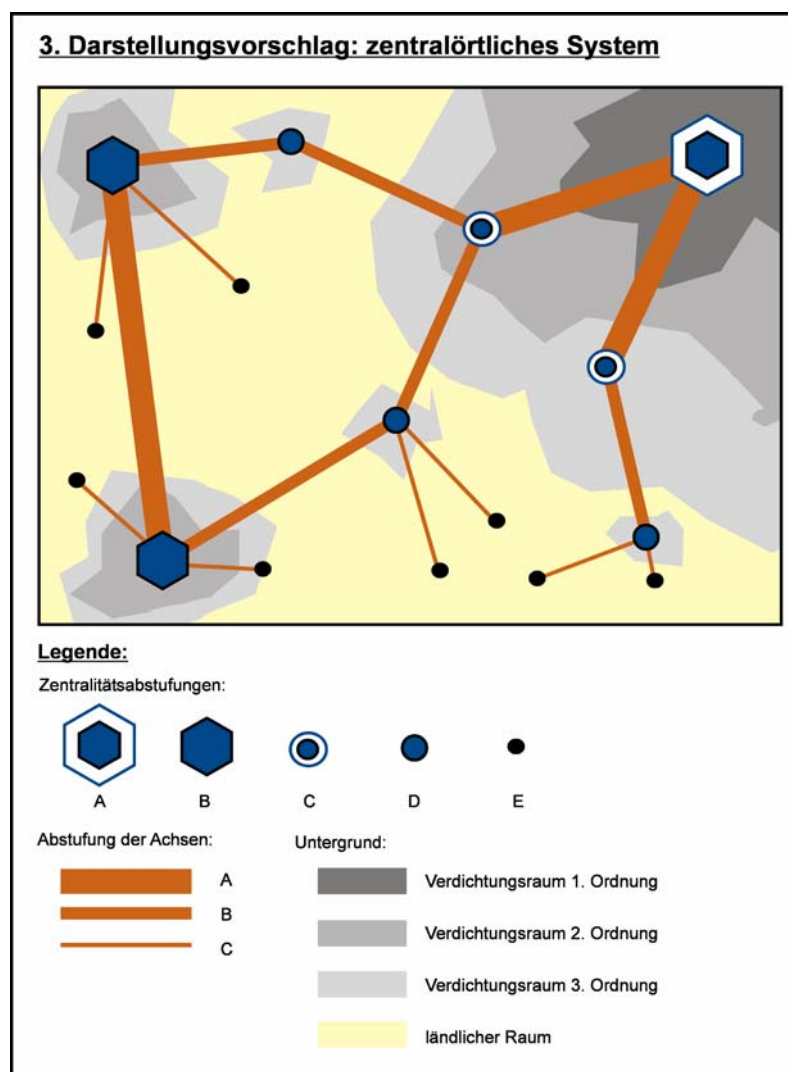 3. Darstellungsvorschlag: zentralörtliches System
Legende:
Zentralitätsabstufungen:
A B C D E
Abstufung der Achsen: Untergrund:
A Verdichtungsraum 1. Ordnung
B Verdichtungsraum 2. Ordnung
C Verdichtungsraum 3. Ordnung
ländlicher Raum